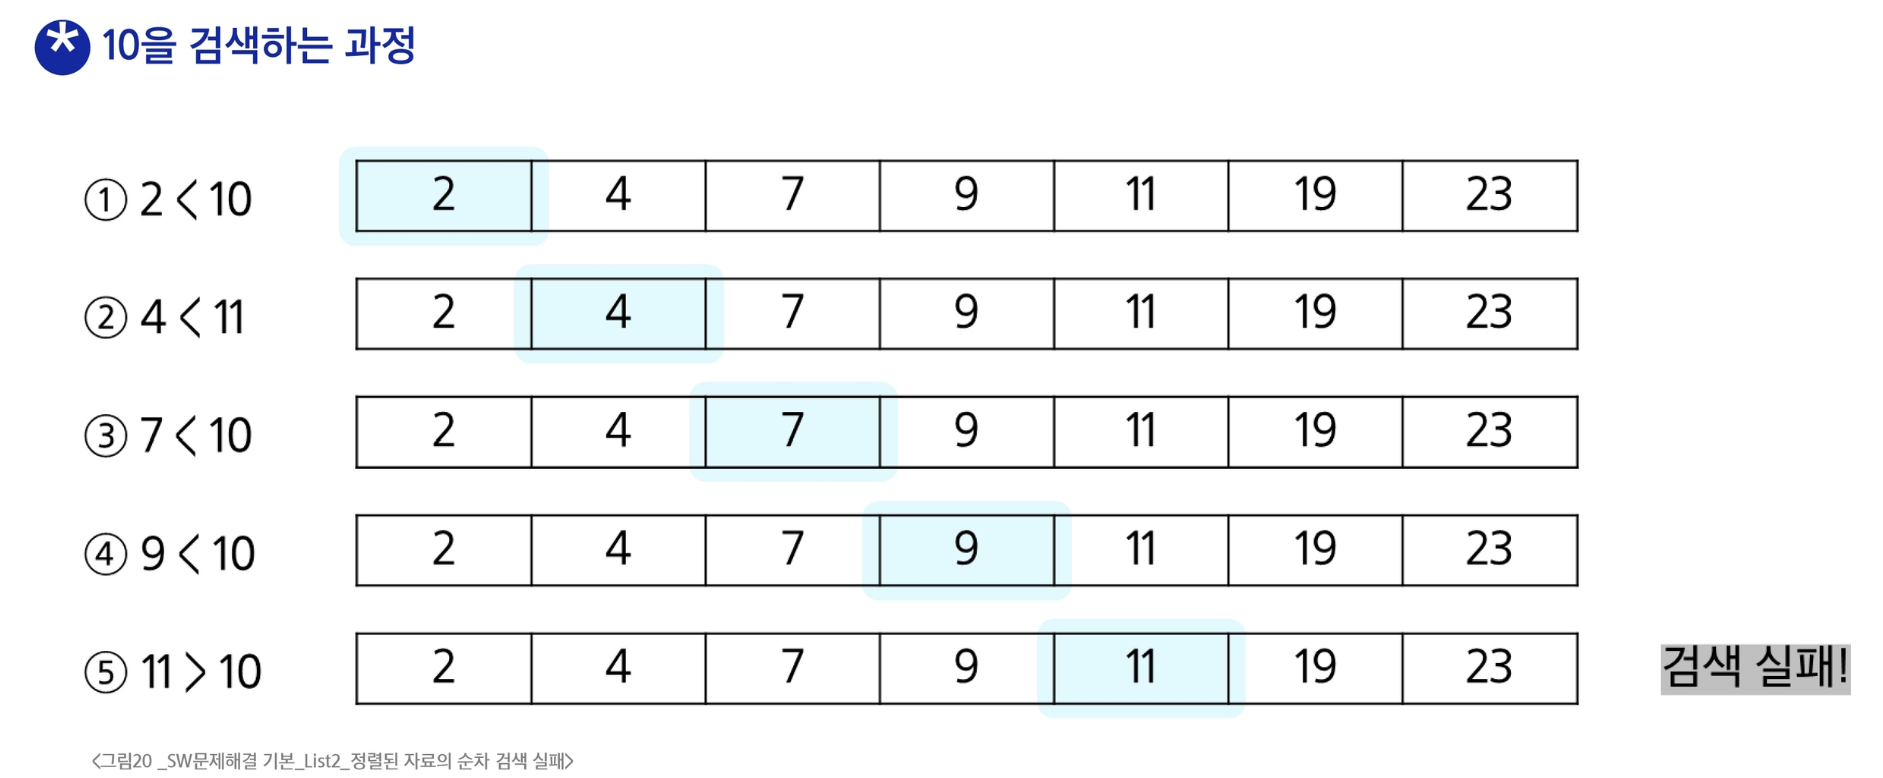 * 10을 검색하는 과정
① 2 < 10 2 4 7 9 11 19 23
② 4 < 11 2 4 7 9 11 19 23
③ 7 < 10 2 4 7 9 11 19 23
④ 9 < 10 2 4 7 9 11 19 23
⑤ 11 > 10 2 4 7 9 11 19 23 검색 실패!
<그림20 _SW문제해결 기본_List2_정렬된 자료의 순차 검색 실패>